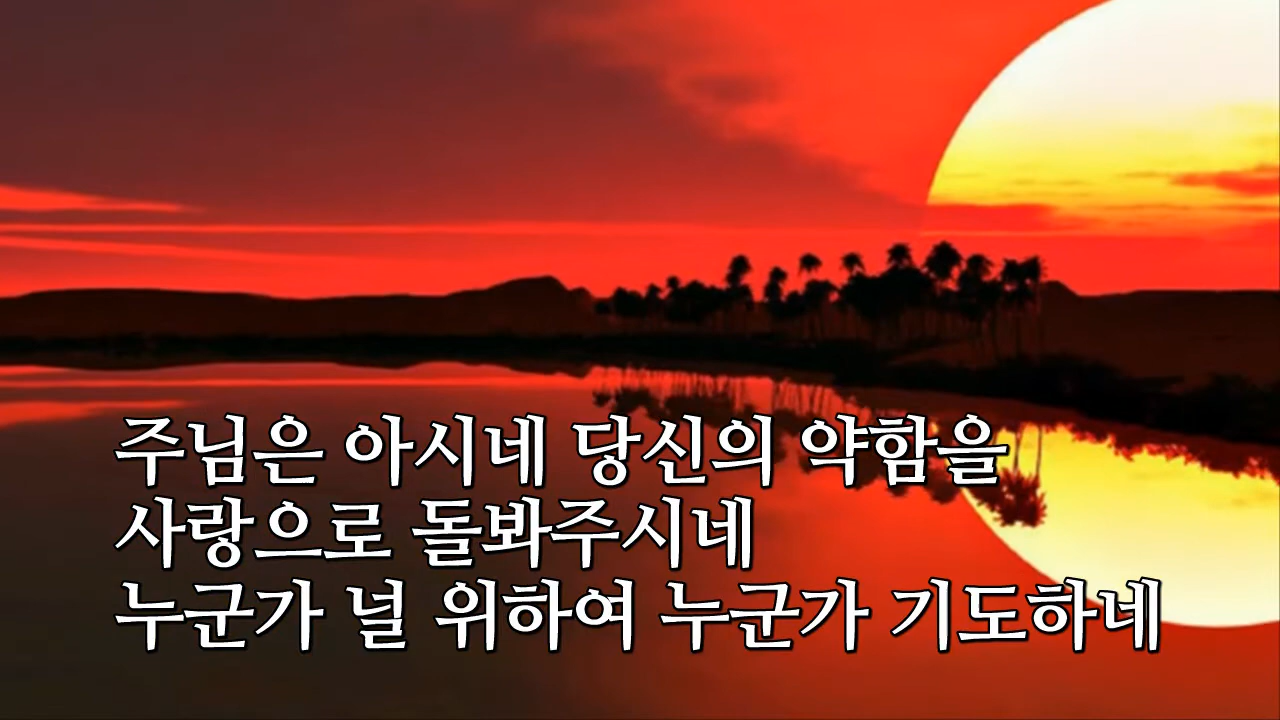 주님은 아시네 당신의 약함을
사랑으로 돌봐주시네
누군가 널 위하여 누군가 기도하네